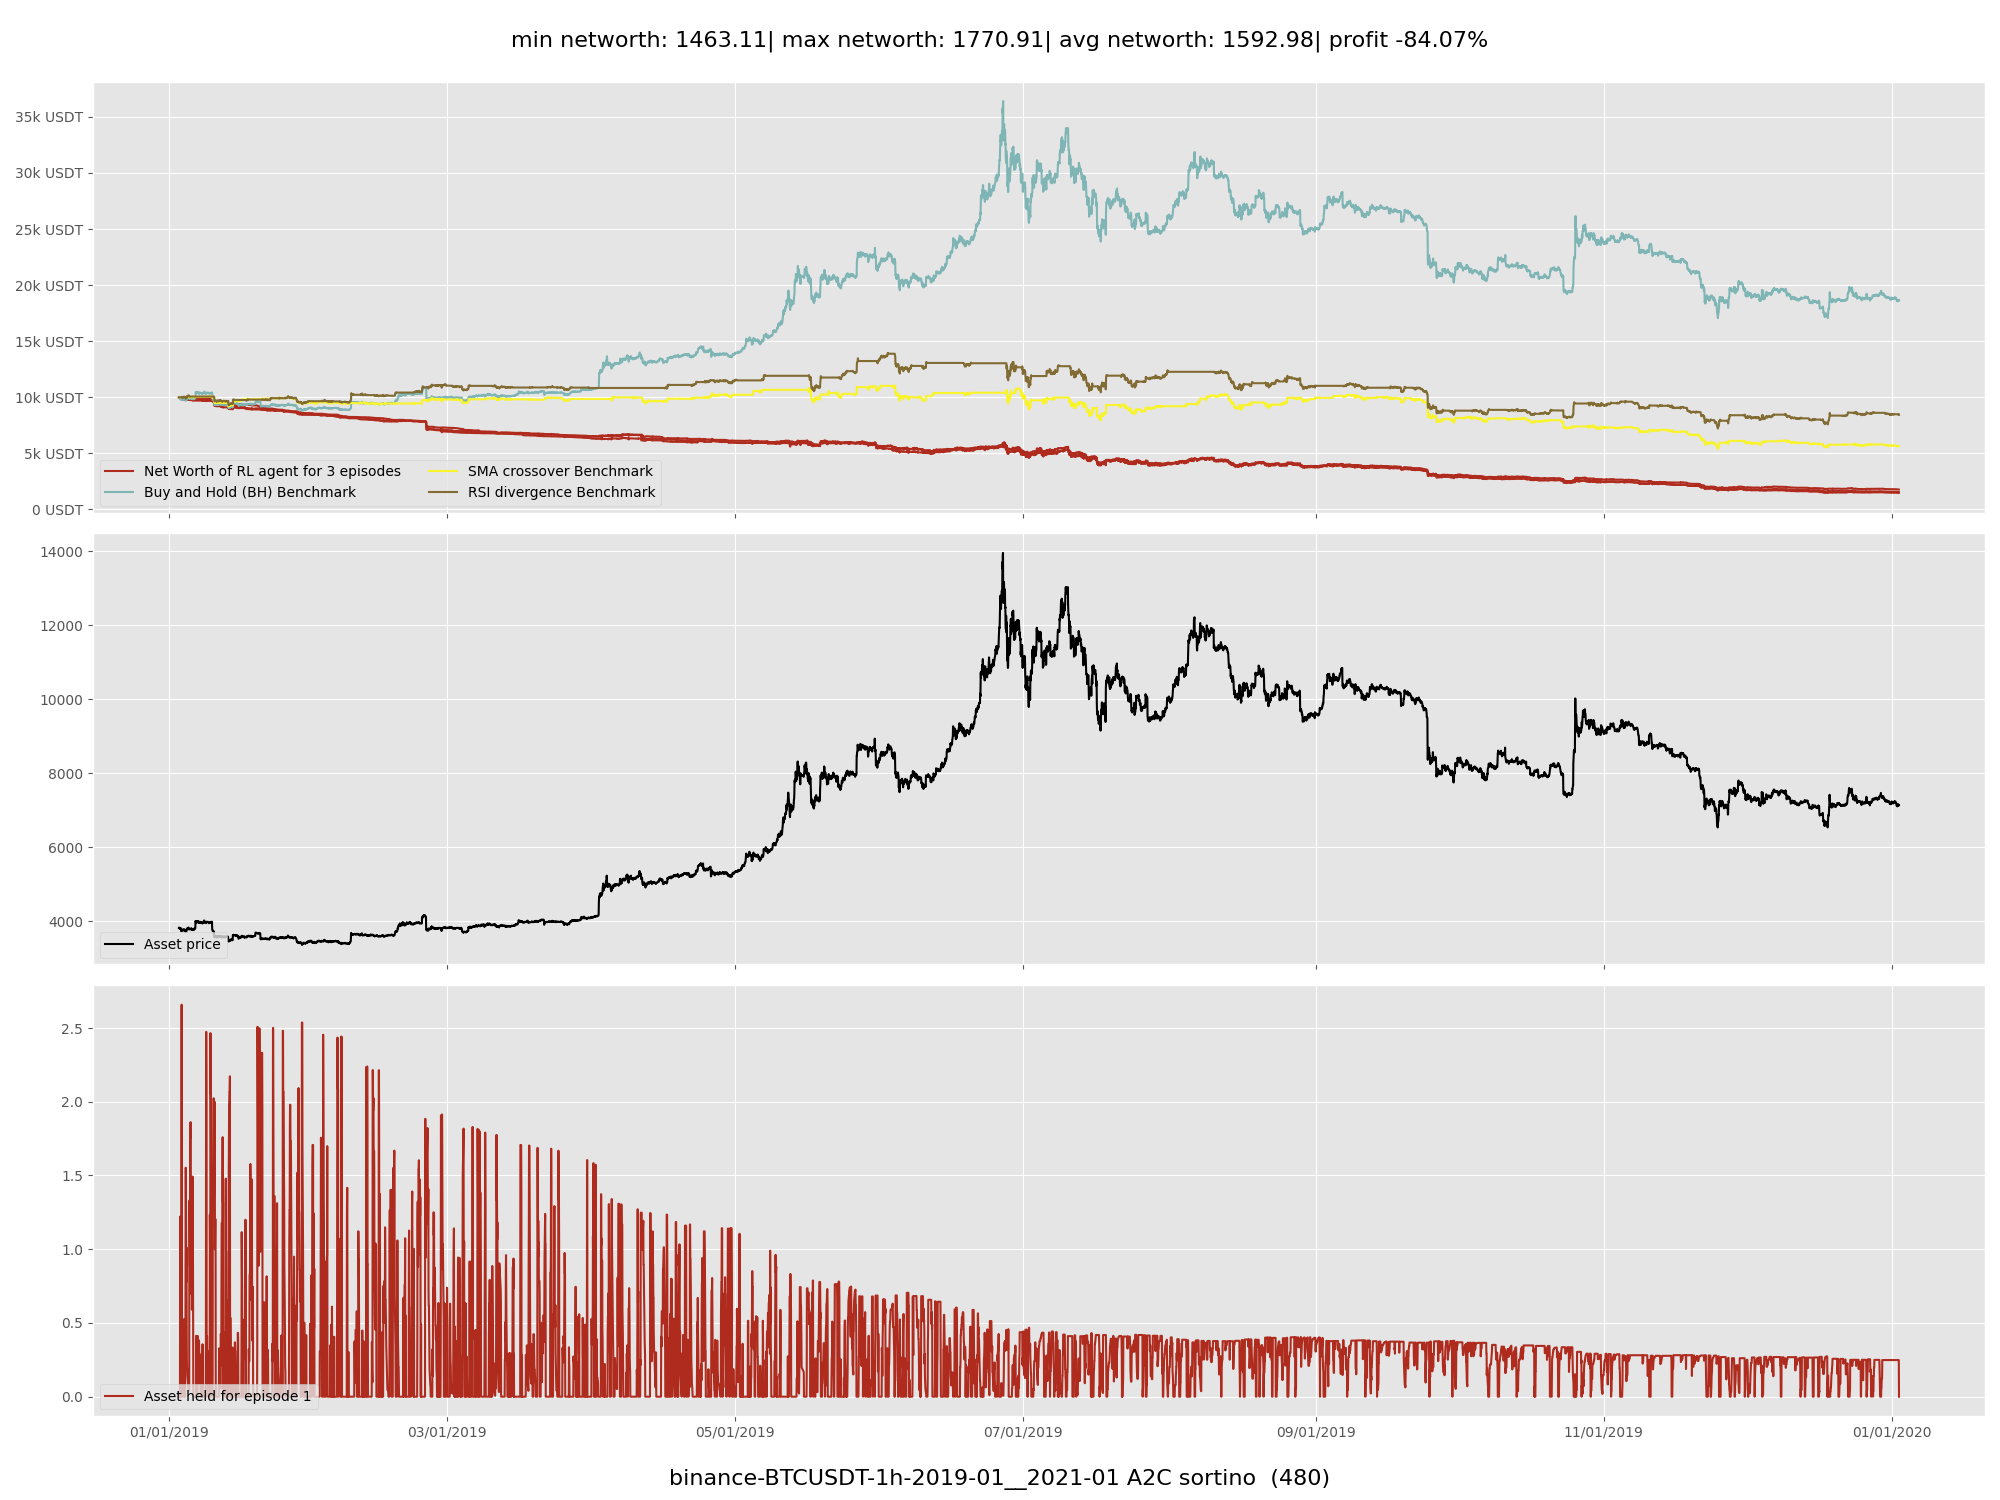 min networth: 1463.11| max networth: 1770.91| avg networth: 1592.98| profit -84.07%
35k USDT
30k USDT
25k USDT
20k USDT
15k USDT
10k USDT
5k USDT
0 USDT
Net Worth of RL agent for 3 episodes
Buy and Hold (BH) Benchmark
SMA crossover Benchmark
RSI divergence Benchmark
14000
12000
10000
8000
6000
4000
Asset price
2.5
2.0
1.5
1.0
0.5
0.0
Asset held for episode 1
01/01/2019 03/01/2019 05/01/2019 07/01/2019 09/01/2019 11/01/2019 01/01/2020
binance-BTCUSDT-1h-2019-01__2021-01 A2C sortino  (480)